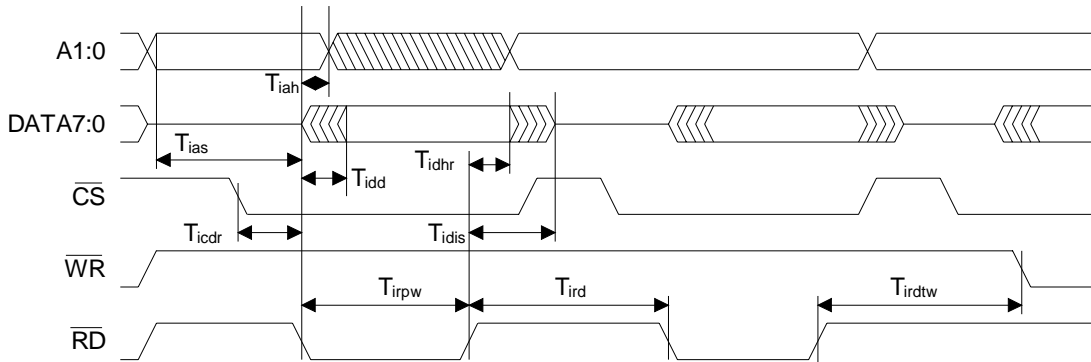 A1:0
Tiah
DATA7:0
Tias
Tidhr
Tidd
CS
Ticdr
Tidis
WR
Tirpw
Tird
Tirdtw
RD